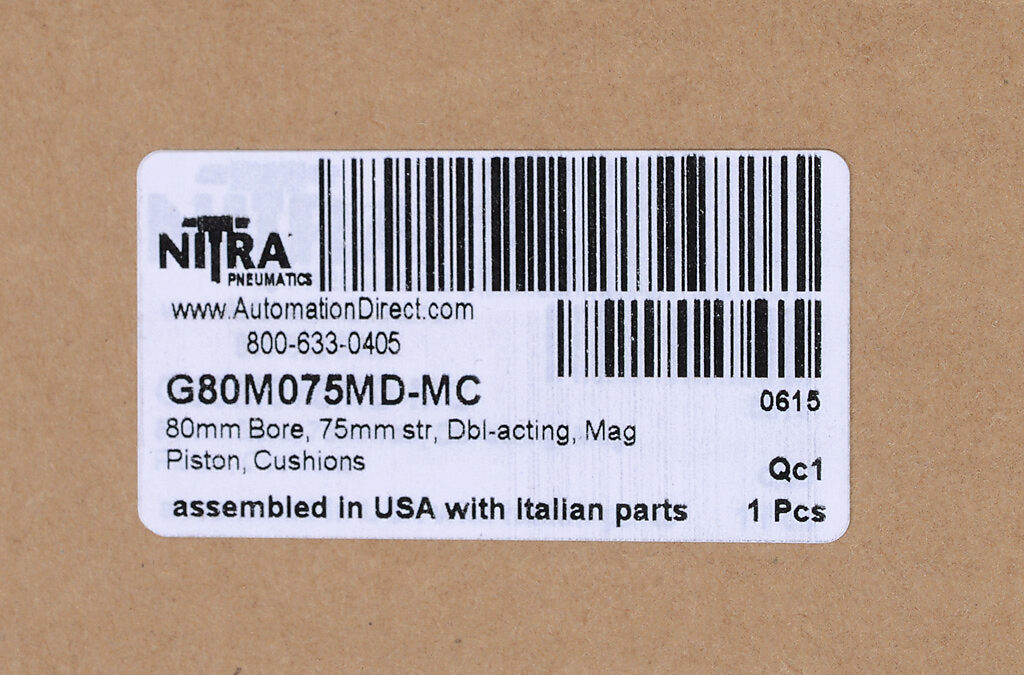 NITRA
PNEUMATICS
www.AutomationDirect.com
800-633-0405
G80M075MD-MC
0615
80mm Bore, 75mm str, Dbl-acting, Mag
Piston, Cushions
Qc1
assembled in USA with Italian parts
1 Pcs